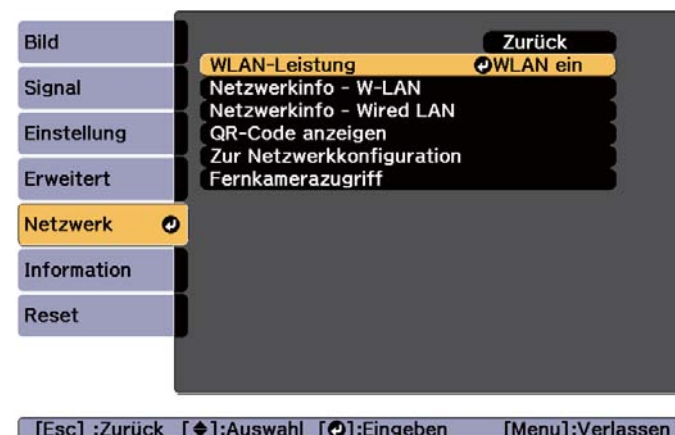 Bild
Signal
Einstellung
Erweitert
Netzwerk
Information
Reset
Zurück
WLAN-Leistung WLAN ein
Netzwerkinfo - W-LAN
Netzwerkinfo - Wired LAN
QR-Code anzeigen
Zur Netzwerkkonfiguration
Fernkamerazugriff
[Esc] :Zurück [◆]:Auswahl [⏎]:Eingeben [Menu]:Verlassen